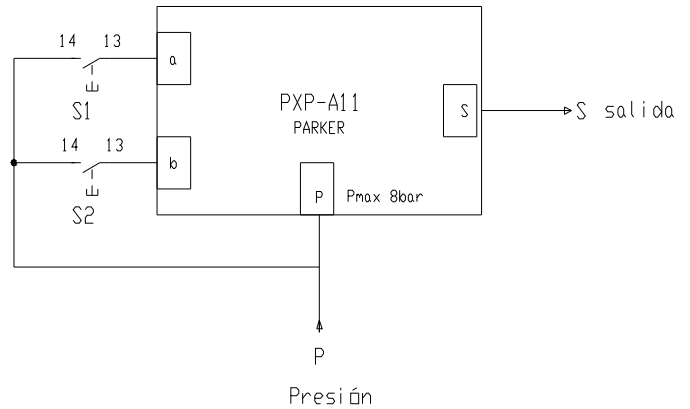 14 13
a
S1
PXP-A11
PARKER
S
S salida
14 13
b
S2
P
Pmax 8bar
P
Presión